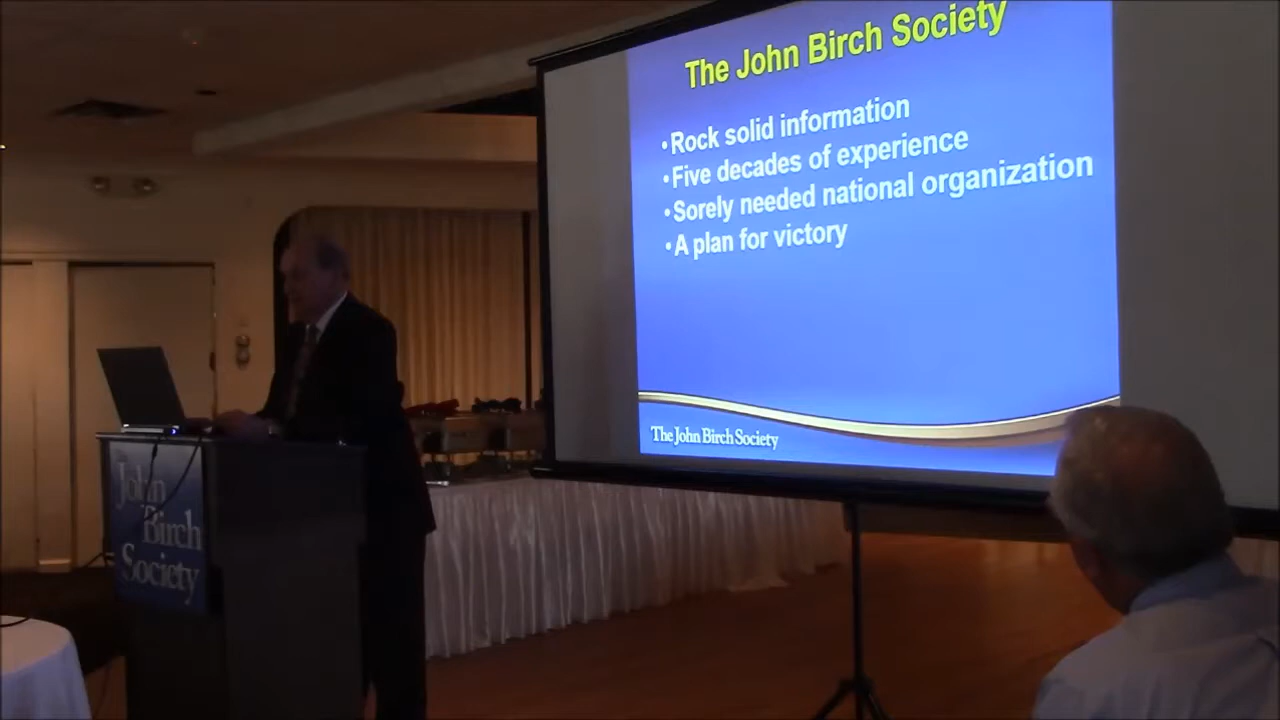 The John Birch Society
•Rock solid information
•Five decades of experience
•Sorely needed national organization
•A plan for victory
The John Birch Society
John
Birch
Society